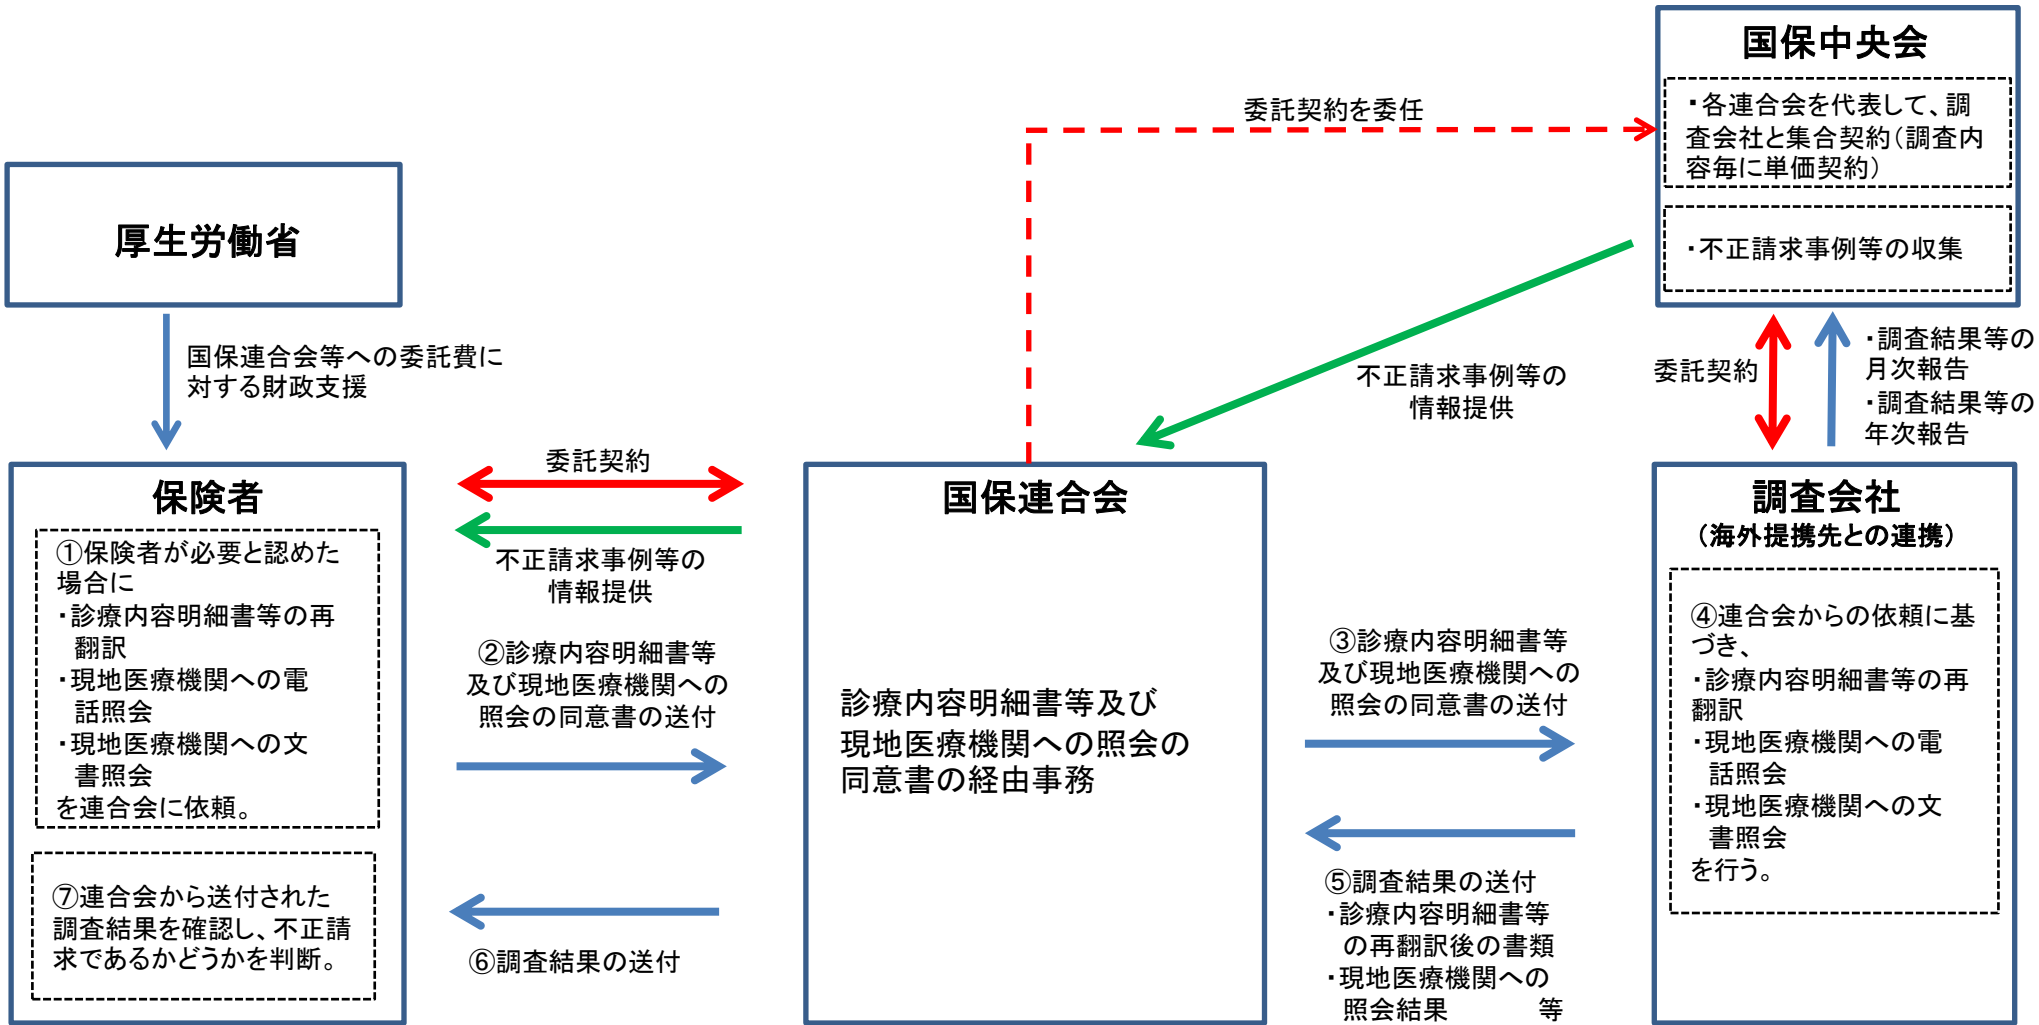 国保中央会
・各連合会を代表して、調
査会社と集合契約（調査内
容毎に単価契約）
・不正請求事例等の収集
委託契約を委任
厚生労働省
国保連合会等への委託費に
対する財政支援
不正請求事例等の
情報提供
委託契約
・調査結果等の
月次報告
・調査結果等の
年次報告
保険者
①保険者が必要と認めた
場合に
・診療内容明細書等の再
翻訳
・現地医療機関への電
話照会
・現地医療機関への文
書照会
を連合会に依頼。
⑦連合会から送付された
調査結果を確認し、不正請
求であるかどうかを判断。
委託契約
不正請求事例等の
情報提供
②診療内容明細書等
及び現地医療機関への
照会の同意書の送付
⑥調査結果の送付
国保連合会
診療内容明細書等及び
現地医療機関への照会の
同意書の経由事務
③診療内容明細書等
及び現地医療機関への
照会の同意書の送付
⑤調査結果の送付
・診療内容明細書等
の再翻訳後の書類
・現地医療機関への
照会結果 等
調査会社
（海外提携先との連携）
④連合会からの依頼に基
づき、
・診療内容明細書等の再
翻訳
・現地医療機関への電
話照会
・現地医療機関への文
書照会
を行う。